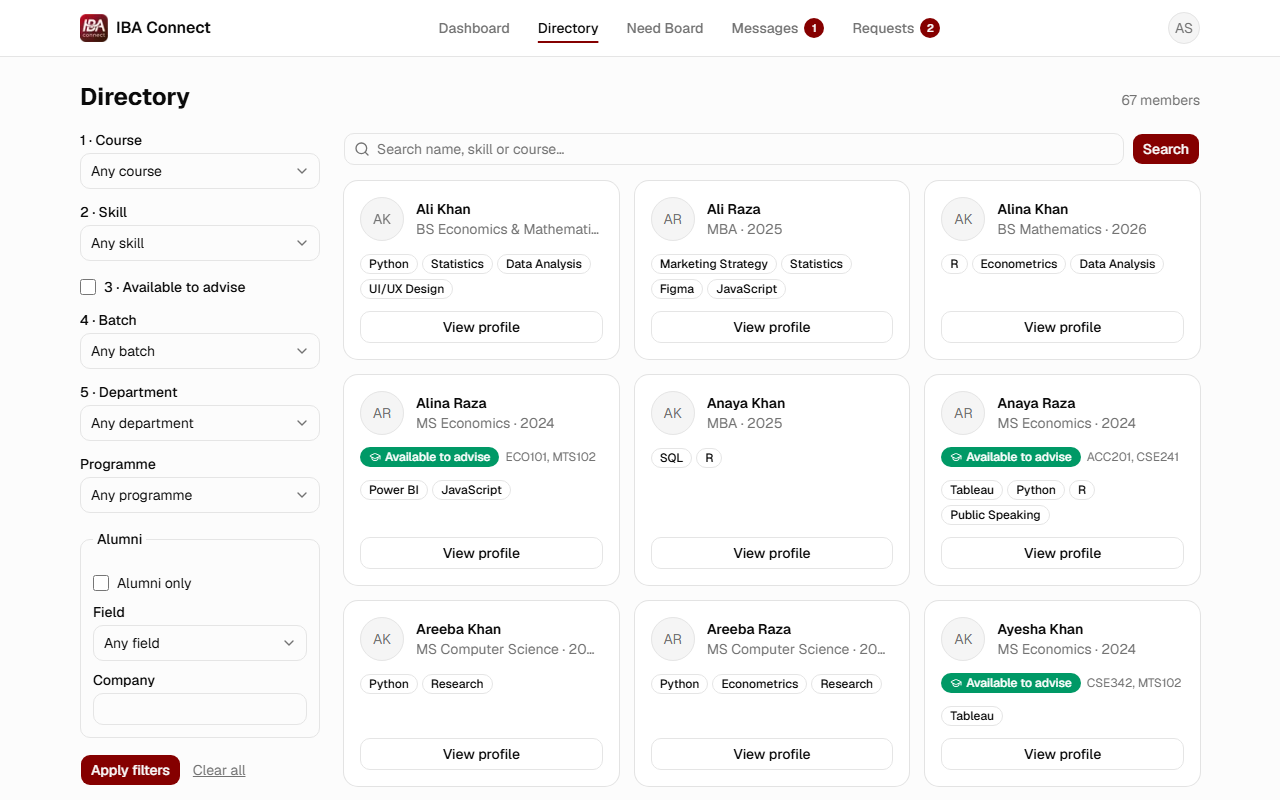 IBA
connect
IBA Connect
Dashboard
Directory
Need Board
Messages 1
Requests 2
AS
Directory
67 members
1 · Course
Any course
2 · Skill
Any skill
3 · Available to advise
4 · Batch
Any batch
5 · Department
Any department
Programme
Any programme
Alumni
Alumni only
Field
Any field
Company
Apply filters
Clear all
Search name, skill or course…
Search
AK
Ali Khan
BS Economics & Mathemati…
Python
Statistics
Data Analysis
UI/UX Design
View profile
AR
Ali Raza
MBA · 2025
Marketing Strategy
Statistics
Figma
JavaScript
View profile
AK
Alina Khan
BS Mathematics · 2026
R
Econometrics
Data Analysis
View profile
AR
Alina Raza
MS Economics · 2024
Available to advise
ECO101, MTS102
Power BI
JavaScript
View profile
AK
Anaya Khan
MBA · 2025
SQL
R
View profile
AR
Anaya Raza
MS Economics · 2024
Available to advise
ACC201, CSE241
Tableau
Python
R
Public Speaking
View profile
AK
Areeba Khan
MS Computer Science · 20…
Python
Research
View profile
AR
Areeba Raza
MS Computer Science · 20…
Python
Econometrics
Research
View profile
AK
Ayesha Khan
MS Economics · 2024
Available to advise
CSE342, MTS102
Tableau
View profile